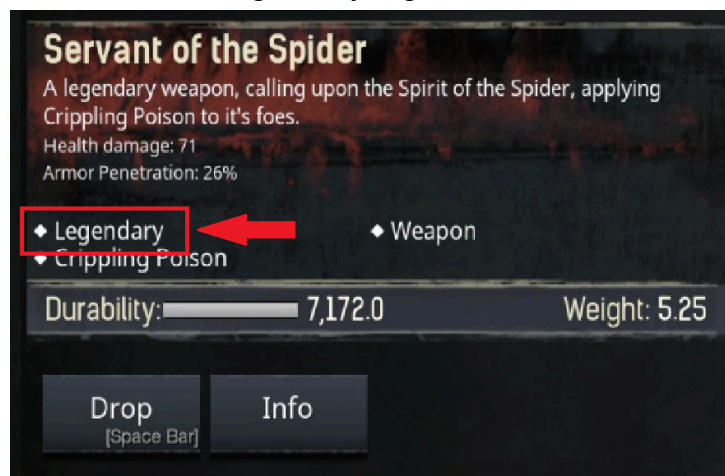 Servant of the Spider
A legendary weapon, calling upon the Spirit of the Spider, applying
Crippling Poison to it's foes.
Health damage: 71
Armor Penetration: 26%
◆ Legendary ◆ Weapon
◆ Crippling Poison
Durability: 7,172.0 Weight: 5.25
Drop Info
[Space Bar]